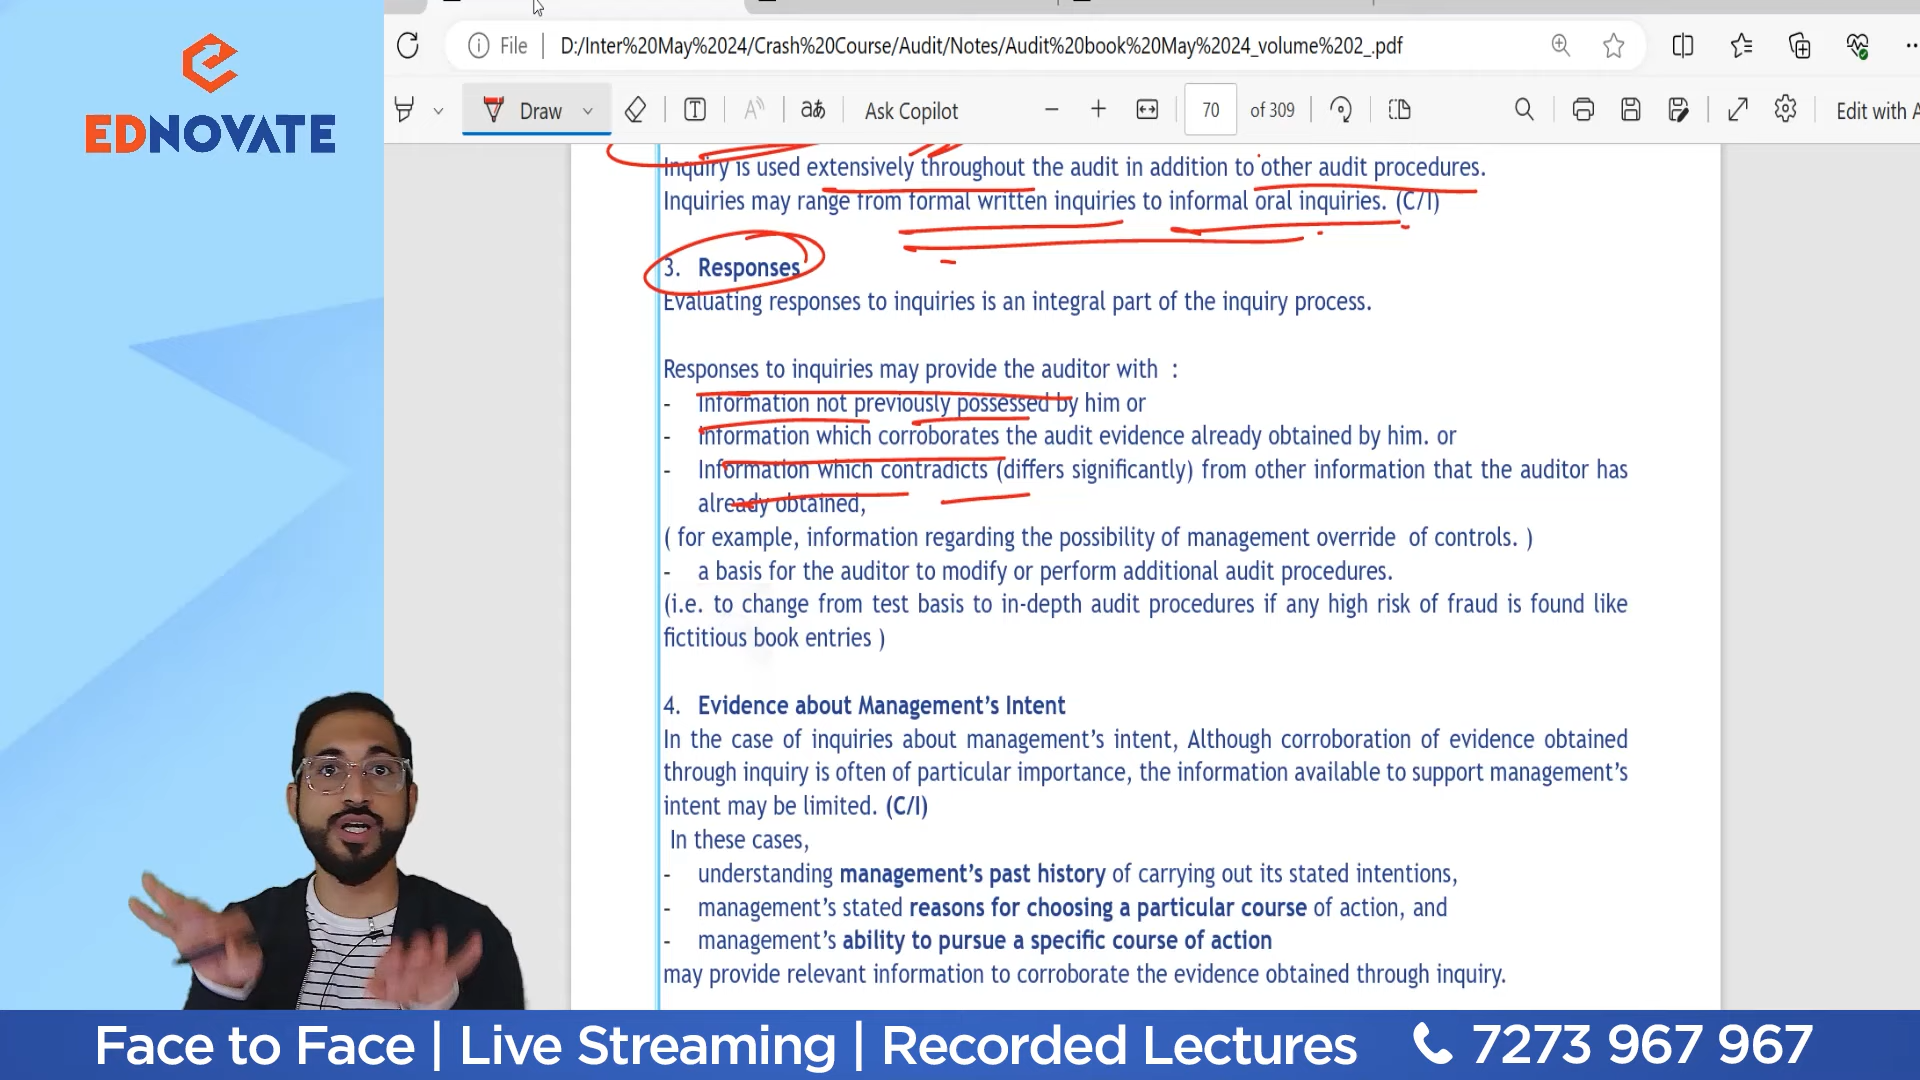 EDNOVATE
File
D:/Inter%20May%2024/Crash%20Course/Audit/Notes/Audit%20book%20May%2024_volume%202_.pdf
Draw
T
A
aあ
Ask Copilot
70
of 309
Edit with A
Inquiry is used extensively throughout the audit in addition to other audit procedures.
Inquiries may range from formal written inquiries to informal oral inquiries. (C/I)
3. Responses
Evaluating responses to inquiries is an integral part of the inquiry process.
Responses to inquiries may provide the auditor with :
- Information not previously possessed by him or
- Information which corroborates the audit evidence already obtained by him. or
- Information which contradicts (differs significantly) from other information that the auditor has
already obtained,
( for example, information regarding the possibility of management override of controls. )
- a basis for the auditor to modify or perform additional audit procedures.
(i.e. to change from test basis to in-depth audit procedures if any high risk of fraud is found like
fictitious book entries )
4. Evidence about Management’s Intent
In the case of inquiries about management’s intent, Although corroboration of evidence obtained
through inquiry is often of particular importance, the information available to support management’s
intent may be limited. (C/I)
In these cases,
- understanding management’s past history of carrying out its stated intentions,
- management’s stated reasons for choosing a particular course of action, and
- management’s ability to pursue a specific course of action
may provide relevant information to corroborate the evidence obtained through inquiry.
Face to Face | Live Streaming | Recorded Lectures 7273 967 967